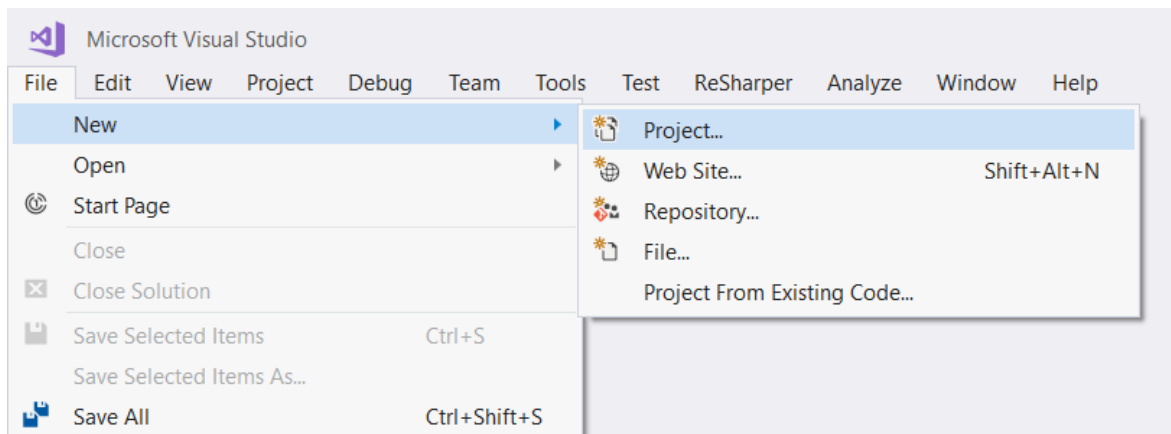 Microsoft Visual Studio
File Edit View Project Debug Team Tools Test ReSharper Analyze Window Help
New
Open
Start Page
Close
Close Solution
Save Selected Items Ctrl+S
Save Selected Items As...
Save All Ctrl+Shift+S
Project...
Web Site... Shift+Alt+N
Repository...
File...
Project From Existing Code...